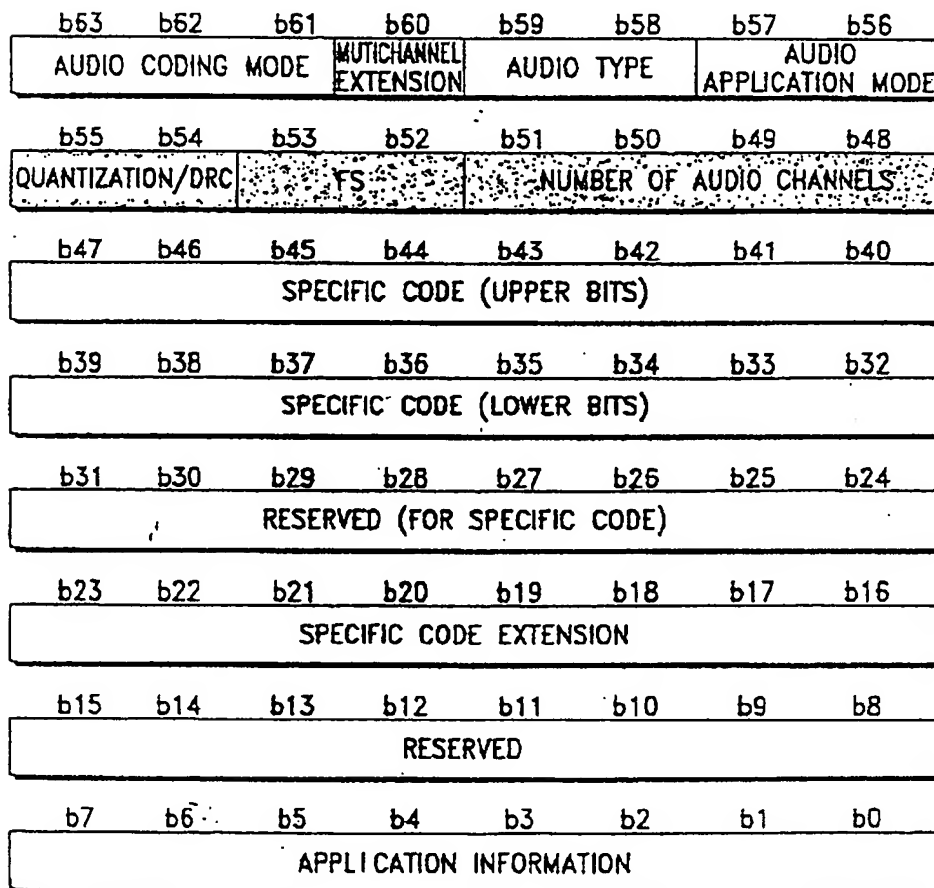 b63 b62 b61 b60 b59 b58 b57 b56
AUDIO CODING MODE
MUTICHANNEL
EXTENSION
AUDIO TYPE
AUDIO
APPLICATION MODE
b55 b54 b53 b52 b51 b50 b49 b48
QUANTIZATION/DRC FS NUMBER OF AUDIO CHANNELS
b47 b46 b45 b44 b43 b42 b41 b40
SPECIFIC CODE (UPPER BITS)
b39 b38 b37 b36 b35 b34 b33 b32
SPECIFIC CODE (LOWER BITS)
b31 b30 b29 b28 b27 b26 b25 b24
RESERVED (FOR SPECIFIC CODE)
b23 b22 b21 b20 b19 b18 b17 b16
SPECIFIC CODE EXTENSION
b15 b14 b13 b12 b11 b10 b9 b8
RESERVED
b7 b6 b5 b4 b3 b2 b1 b0
APPLICATION INFORMATION